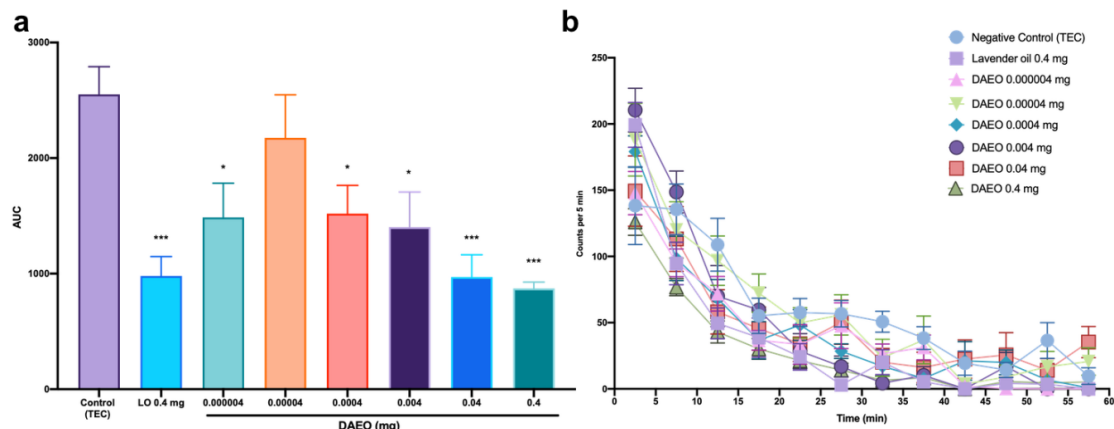 a
3000
2000
1000
0
AUC
*
*
*
***
***
***
Control
(TEC)
LO 0.4 mg
0.000004
0.00004
0.0004
0.004
0.04
0.4
DAEO (mg)
b
250
200
150
100
50
0
Counts per 5 min
0 5 10 15 20 25 30 35 40 45 50 55 60
Time (min)
Negative Control (TEC)
Lavender oil 0.4 mg
DAEO 0.000004 mg
DAEO 0.00004 mg
DAEO 0.0004 mg
DAEO 0.004 mg
DAEO 0.04 mg
DAEO 0.4 mg